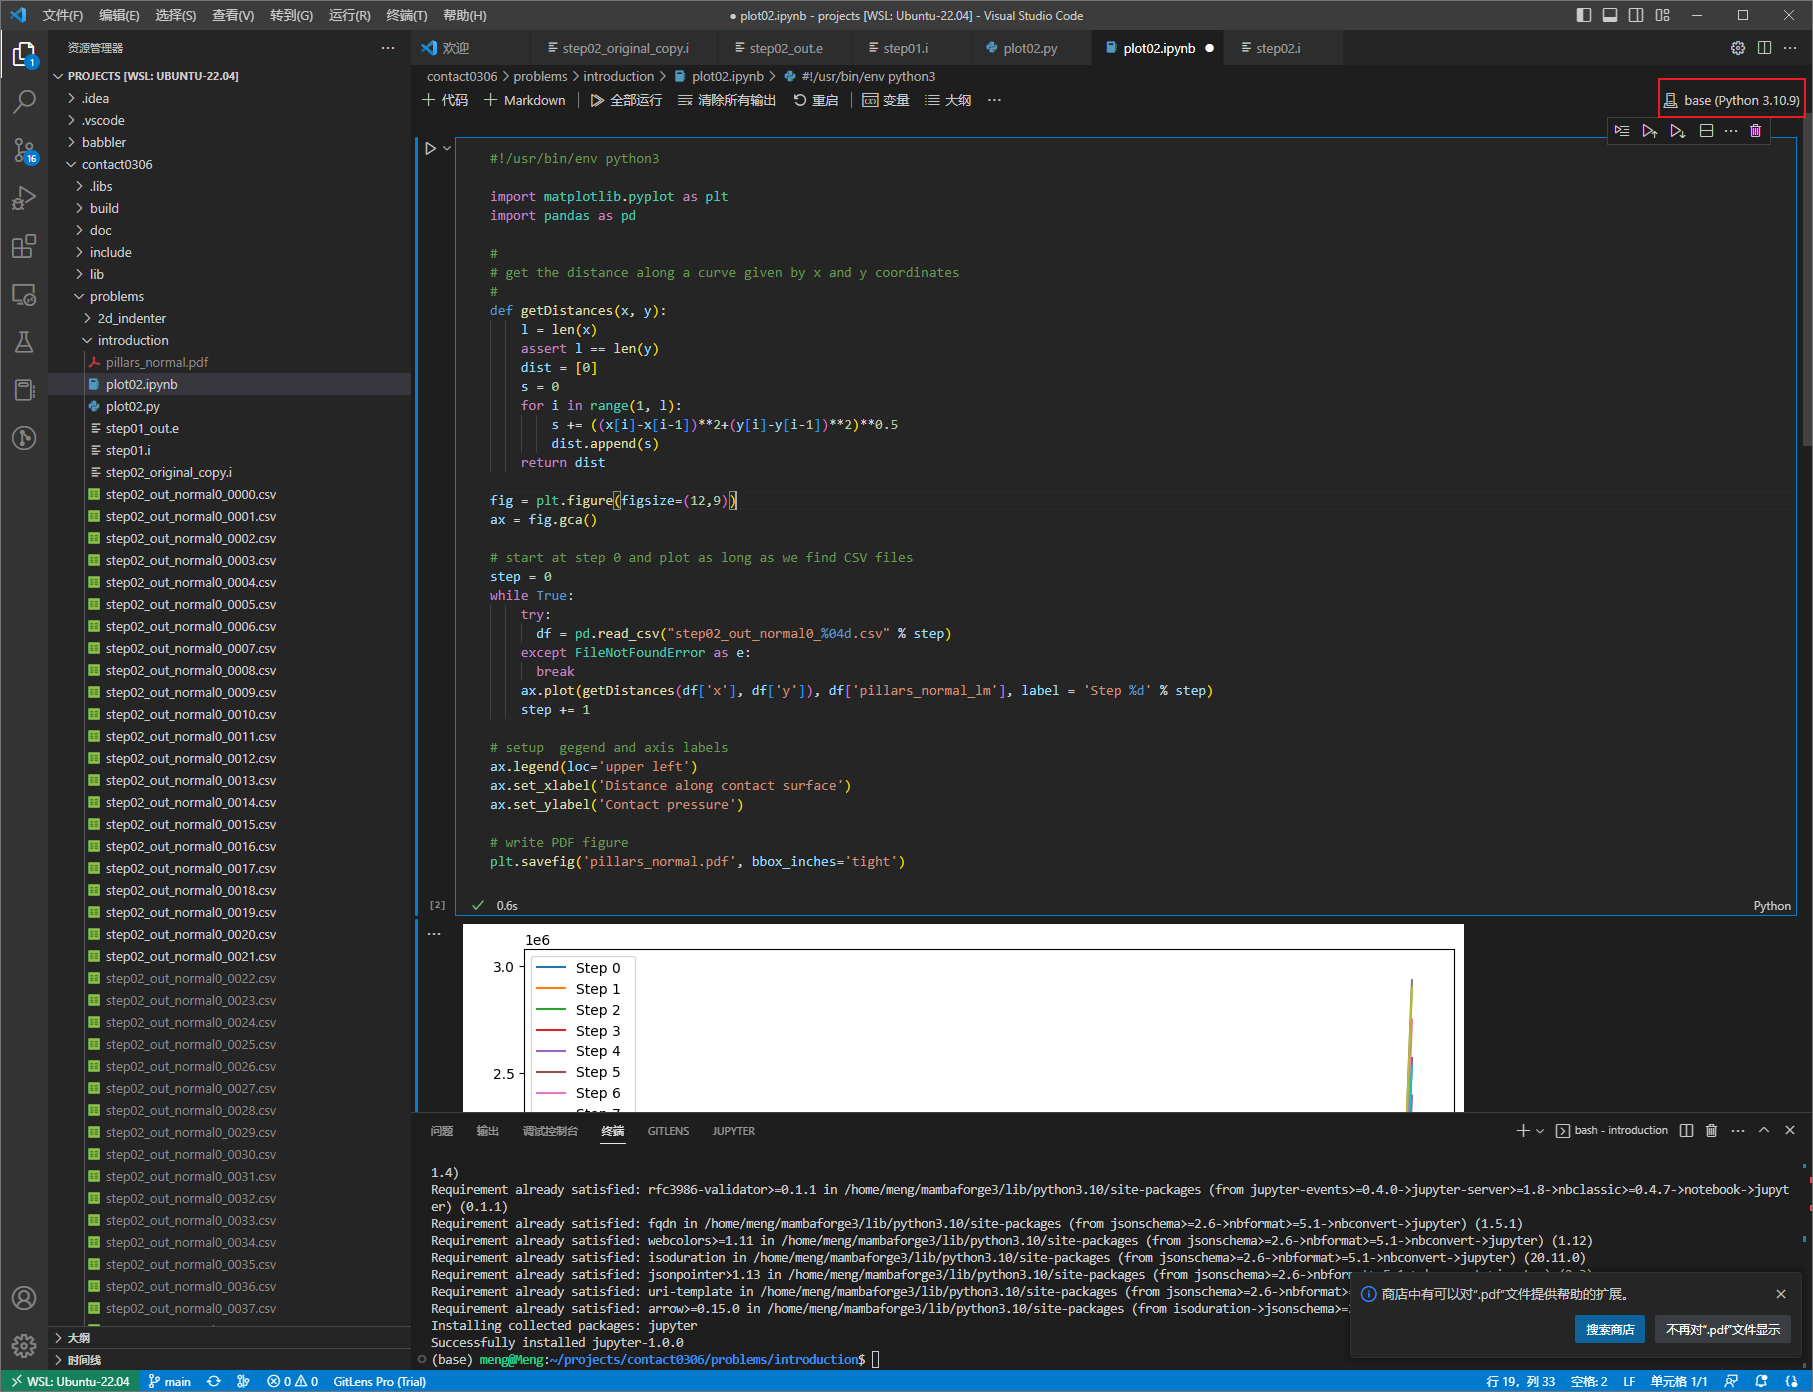 文件(F) 编辑(E) 选择(S) 查看(V) 转到(G) 运行(R) 终端(T) 帮助(H)
● plot02.ipynb - projects [WSL: Ubuntu-22.04] - Visual Studio Code
资源管理器
PROJECTS [WSL: UBUNTU-22.04]
.idea
.vscode
babbler
contact0306
.libs
build
doc
include
lib
problems
2d_indenter
introduction
pillars_normal.pdf
plot02.ipynb
plot02.py
step01_out.e
step01.i
step02_original_copy.i
step02_out_normal0_0000.csv
step02_out_normal0_0001.csv
step02_out_normal0_0002.csv
step02_out_normal0_0003.csv
step02_out_normal0_0004.csv
step02_out_normal0_0005.csv
step02_out_normal0_0006.csv
step02_out_normal0_0007.csv
step02_out_normal0_0008.csv
step02_out_normal0_0009.csv
step02_out_normal0_0010.csv
step02_out_normal0_0011.csv
step02_out_normal0_0012.csv
step02_out_normal0_0013.csv
step02_out_normal0_0014.csv
step02_out_normal0_0015.csv
step02_out_normal0_0016.csv
step02_out_normal0_0017.csv
step02_out_normal0_0018.csv
step02_out_normal0_0019.csv
step02_out_normal0_0020.csv
step02_out_normal0_0021.csv
step02_out_normal0_0022.csv
step02_out_normal0_0023.csv
step02_out_normal0_0024.csv
step02_out_normal0_0025.csv
step02_out_normal0_0026.csv
step02_out_normal0_0027.csv
step02_out_normal0_0028.csv
step02_out_normal0_0029.csv
step02_out_normal0_0030.csv
step02_out_normal0_0031.csv
step02_out_normal0_0032.csv
step02_out_normal0_0033.csv
step02_out_normal0_0034.csv
step02_out_normal0_0035.csv
step02_out_normal0_0036.csv
step02_out_normal0_0037.csv
大纲
时间线
1
16
欢迎 step02_original_copy.i step02_out.e step01.i plot02.py plot02.ipynb ● step02.i
contact0306 > problems > introduction > plot02.ipynb > #!/usr/bin/env python3
+ 代码 + Markdown 全部运行 清除所有输出 重启 变量 大纲 ···
base (Python 3.10.9)
#!/usr/bin/env python3
import matplotlib.pyplot as plt
import pandas as pd
#
# get the distance along a curve given by x and y coordinates
#
def getDistances(x, y):
l = len(x)
assert l == len(y)
dist = [0]
s = 0
for i in range(1, l):
s += ((x[i]-x[i-1])**2+(y[i]-y[i-1])**2)**0.5
dist.append(s)
return dist
fig = plt.figure(figsize=(12,9))
ax = fig.gca()
# start at step 0 and plot as long as we find CSV files
step = 0
while True:
try:
df = pd.read_csv("step02_out_normal0_%04d.csv" % step)
except FileNotFoundError as e:
break
ax.plot(getDistances(df['x'], df['y']), df['pillars_normal_lm'], label = 'Step %d' % step)
step += 1
# setup  gegend and axis labels
ax.legend(loc='upper left')
ax.set_xlabel('Distance along contact surface')
ax.set_ylabel('Contact pressure')
# write PDF figure
plt.savefig('pillars_normal.pdf', bbox_inches='tight')
[2] ✓ 0.6s
Python
1e6
3.0
2.5
Step 0
Step 1
Step 2
Step 3
Step 4
Step 5
Step 6
问题 输出 调试控制台 终端 GITLENS JUPYTER
bash - introduction
1.4)
Requirement already satisfied: rfc3986-validator>=0.1.1 in /home/meng/mambaforge3/lib/python3.10/site-packages (from jupyter-events>=0.4.0->jupyter-server>=1.8->nbclassic>=0.4.7->notebook->jupyt
er) (0.1.1)
Requirement already satisfied: fqdn in /home/meng/mambaforge3/lib/python3.10/site-packages (from jsonschema>=2.6->nbformat>=5.1->nbconvert->jupyter) (1.5.1)
Requirement already satisfied: webcolors>=1.11 in /home/meng/mambaforge3/lib/python3.10/site-packages (from jsonschema>=2.6->nbformat>=5.1->nbconvert->jupyter) (1.12)
Requirement already satisfied: isoduration in /home/meng/mambaforge3/lib/python3.10/site-packages (from jsonschema>=2.6->nbformat>=5.1->nbconvert->jupyter) (20.11.0)
Requirement already satisfied: jsonpointer>1.13 in /home/meng/mambaforge3/lib/python3.10/site-packages (from jsonschema>=2.6->nbform
Requirement already satisfied: uri-template in /home/meng/mambaforge3/lib/python3.10/site-packages (from jsonschema>=2.6->nbformat>=
Requirement already satisfied: arrow>=0.15.0 in /home/meng/mambaforge3/lib/python3.10/site-packages (from isoduration->jsonschema>=
Installing collected packages: jupyter
Successfully installed jupyter-1.0.0
(base) meng@Meng:~/projects/contact0306/problems/introduction$
商店中有可以对“.pdf”文件提供帮助的扩展。
搜索商店 不再对“.pdf”文件显示
WSL: Ubuntu-22.04 main 0 0 GitLens Pro (Trial)
行 19，列 33 空格: 2 LF 单元格 1/1